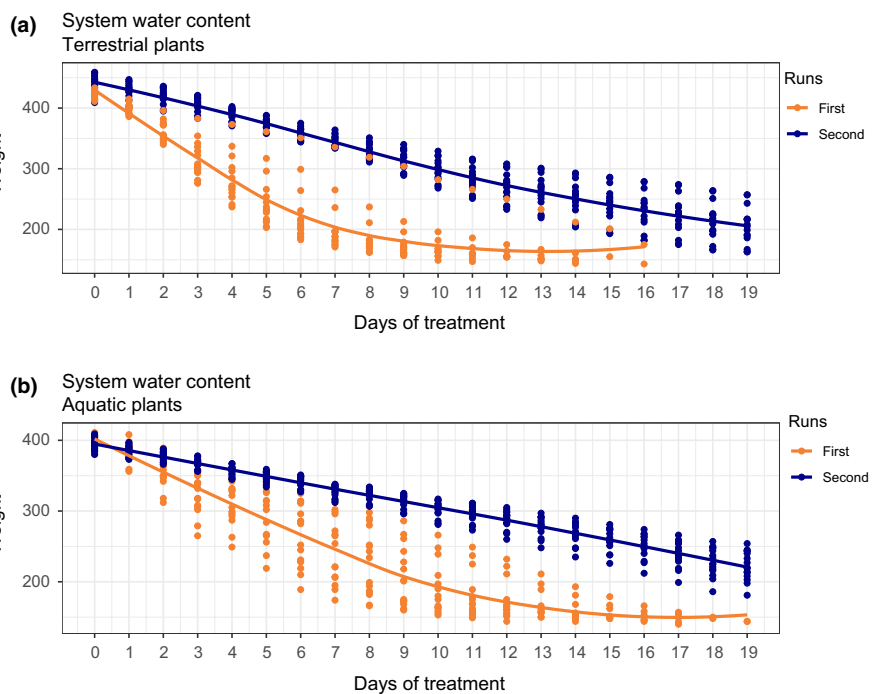 (a)
System water content
Terrestrial plants
400
300
200
0 1 2 3 4 5 6 7 8 9 10 11 12 13 14 15 16 17 18 19
Days of treatment
Runs
First
Second
(b)
System water content
Aquatic plants
400
300
200
0 1 2 3 4 5 6 7 8 9 10 11 12 13 14 15 16 17 18 19
Days of treatment
Runs
First
Second